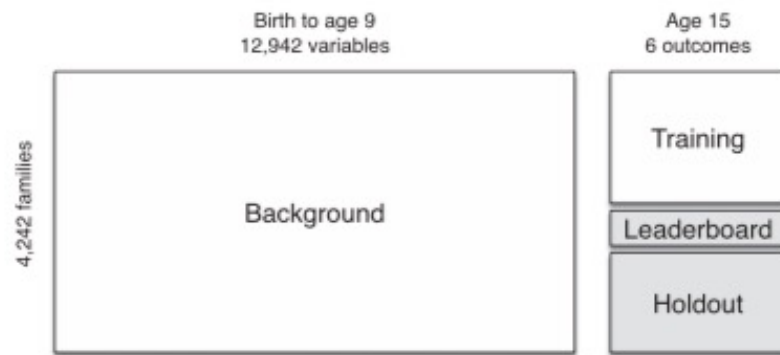 Birth to age 9
12,942 variables
Age 15
6 outcomes
4,242 families
Background
Training
Leaderboard
Holdout